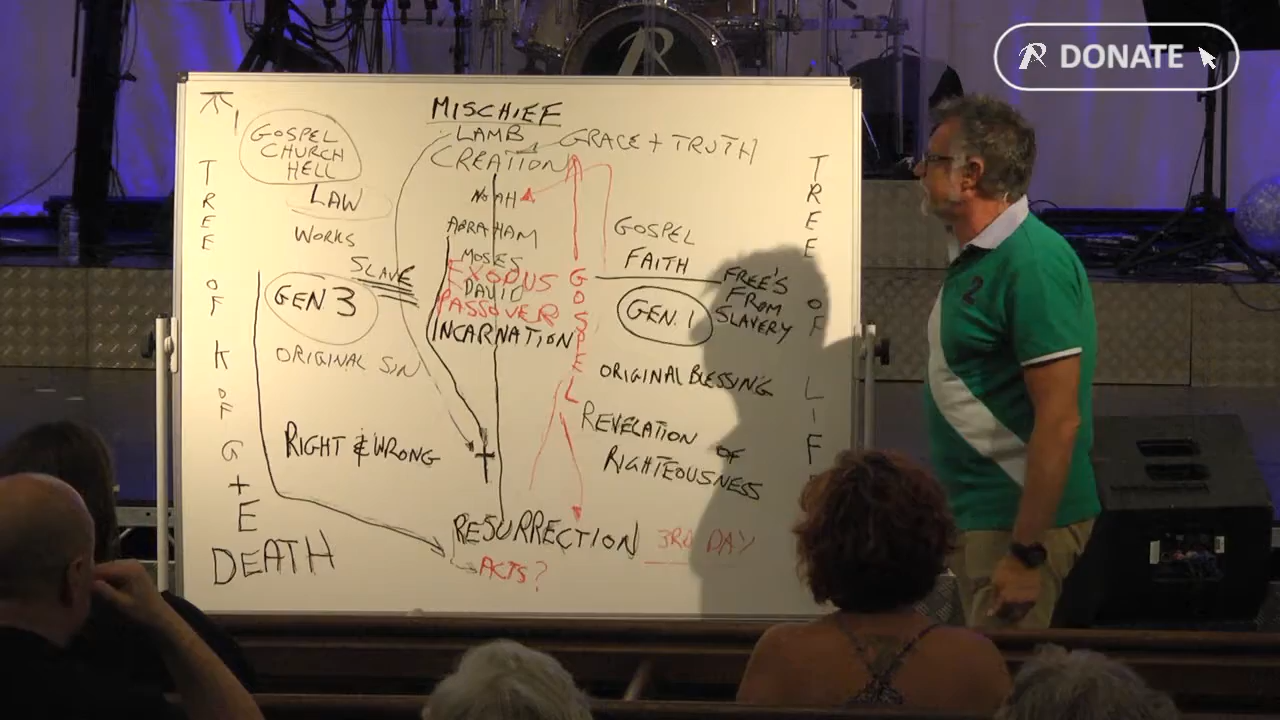 DONATE
MISCHIEF
LAMB
CREATION
GRACE + TRUTH
GOSPEL
CHURCH
HELL
LAW
WORKS
SLAVE
GEN 3
ORIGINAL SIN
RIGHT & WRONG
TREE OF K OF G + E
DEATH
NOAH
ABRAHAM
MOSES
EXODUS
DAVID
PASSOVER
INCARNATION
GOSPEL
GOSPEL
FAITH
GEN. 1
FREE'S
FROM
SLAVERY
ORIGINAL BLESSING
REVELATION OF
RIGHTEOUSNESS
RESURRECTION
3RD DAY
ACTS?
TREE OF LIF
2